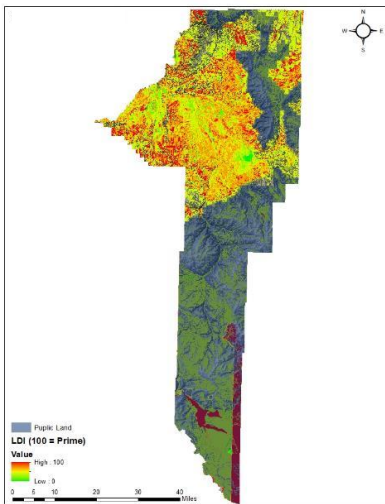 N
W E
S
Puplic Land
LDI (100 = Prime)
Value
High : 100
Low : 0
0 5 10 20 30 40
Miles